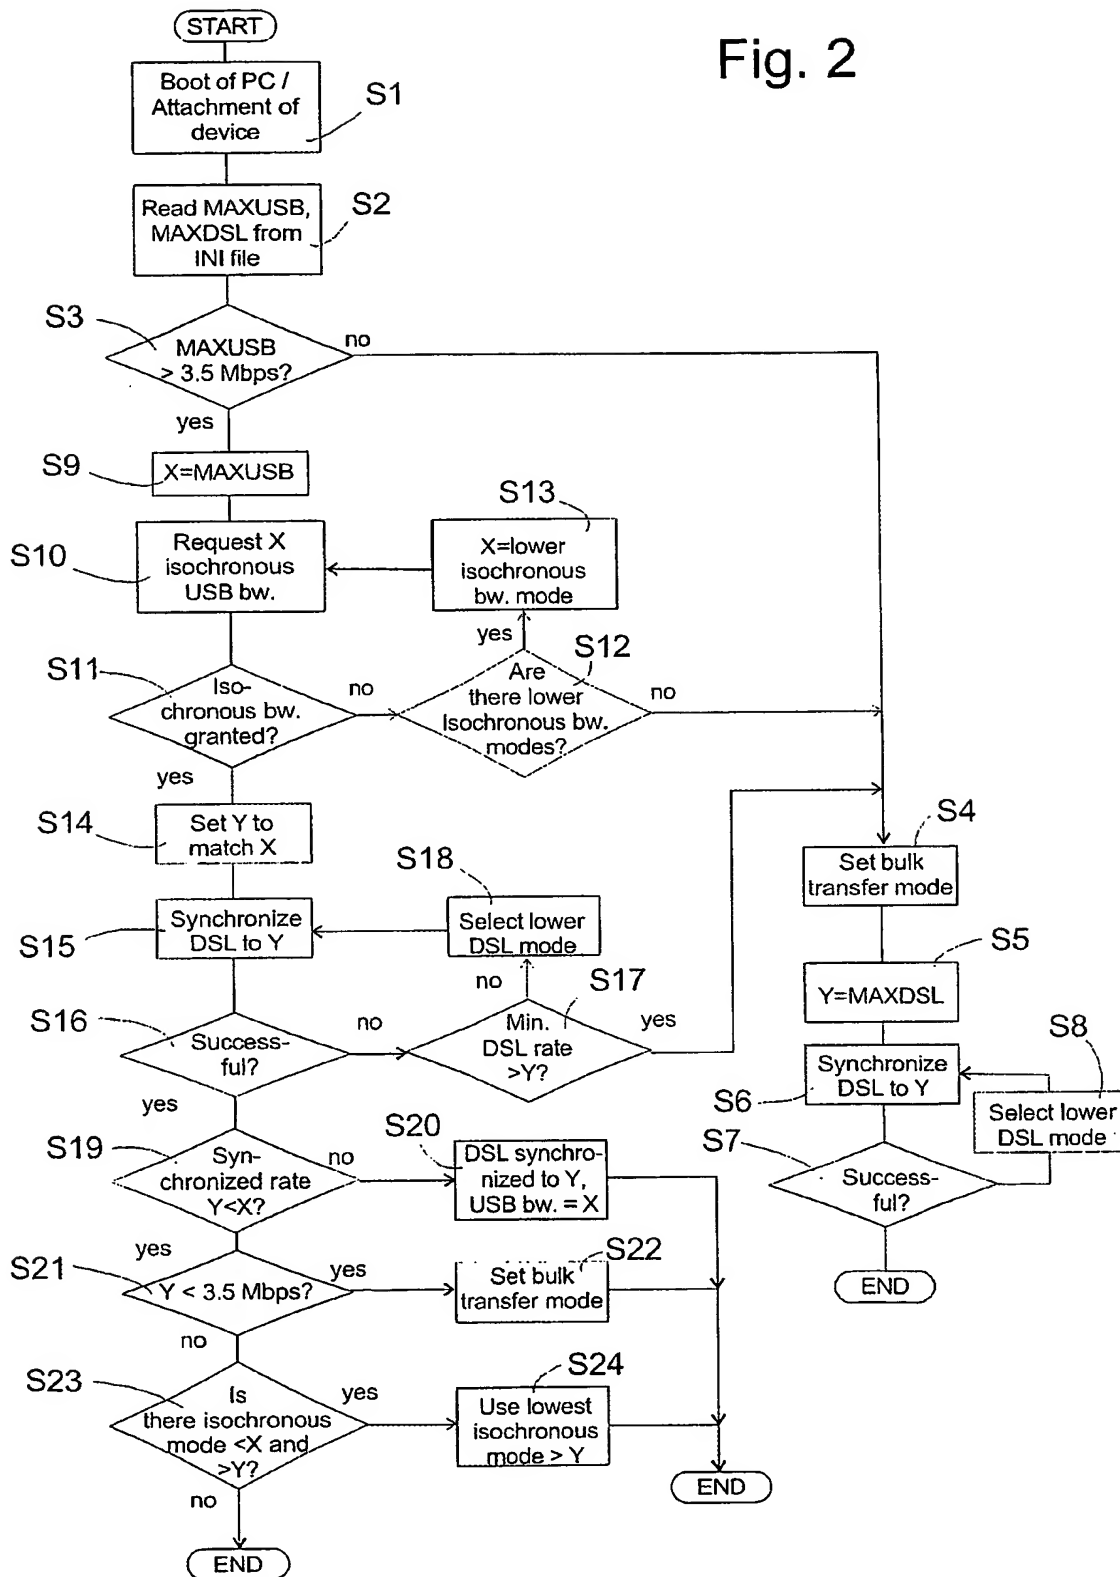 START
Fig. 2
Boot of PC /
Attachment of
device
S1
Read MAXUSB,
MAXDSL from
INI file
S2
S3
MAXUSB
> 3.5 Mbps?
no
yes
S9
X=MAXUSB
S10
Request X
isochronous
USB bw.
S13
X=lower
isochronous
bw. mode
yes
S11
Iso-
chronous bw.
granted?
no
S12
Are
there lower
isochronous bw.
modes?
no
yes
S14
Set Y to
match X
S4
Set bulk
transfer mode
S15
Synchronize
DSL to Y
S18
Select lower
DSL mode
no
S5
Y=MAXDSL
S16
Success-
ful?
no
S17
Min.
DSL rate
>Y?
yes
yes
S6
Synchronize
DSL to Y
S8
Select lower
DSL mode
S7
Success-
ful?
END
S19
Syn-
chronized rate
Y<X?
no
S20
DSL synchro-
nized to Y,
USB bw. = X
yes
S21
Y < 3.5 Mbps?
yes
S22
Set bulk
transfer mode
no
S23
Is
there isochronous
mode <X and
>Y?
yes
S24
Use lowest
isochronous
mode > Y
END
no
END